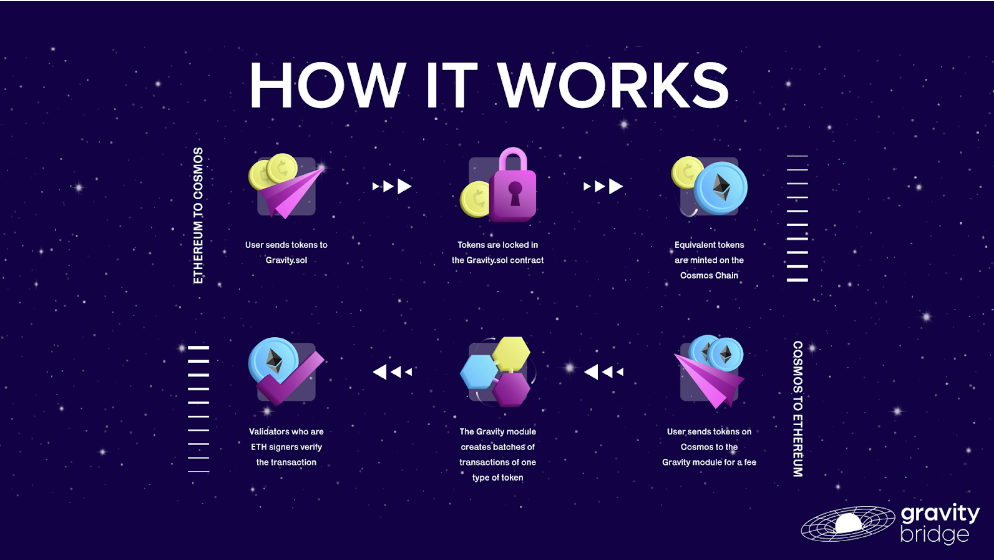 HOW IT WORKS
ETHEREUM TO COSMOS
User sends tokens to
Gravity.sol
Tokens are locked in
the Gravity.sol contract
Equivalent tokens
are minted on the
Cosmos Chain
COSMOS TO ETHEREUM
User sends tokens on
Cosmos to the
Gravity module for a fee
The Gravity module
creates batches of
transactions of one
type of token
Validators who are
ETH signers verify
the transaction
gravity
bridge